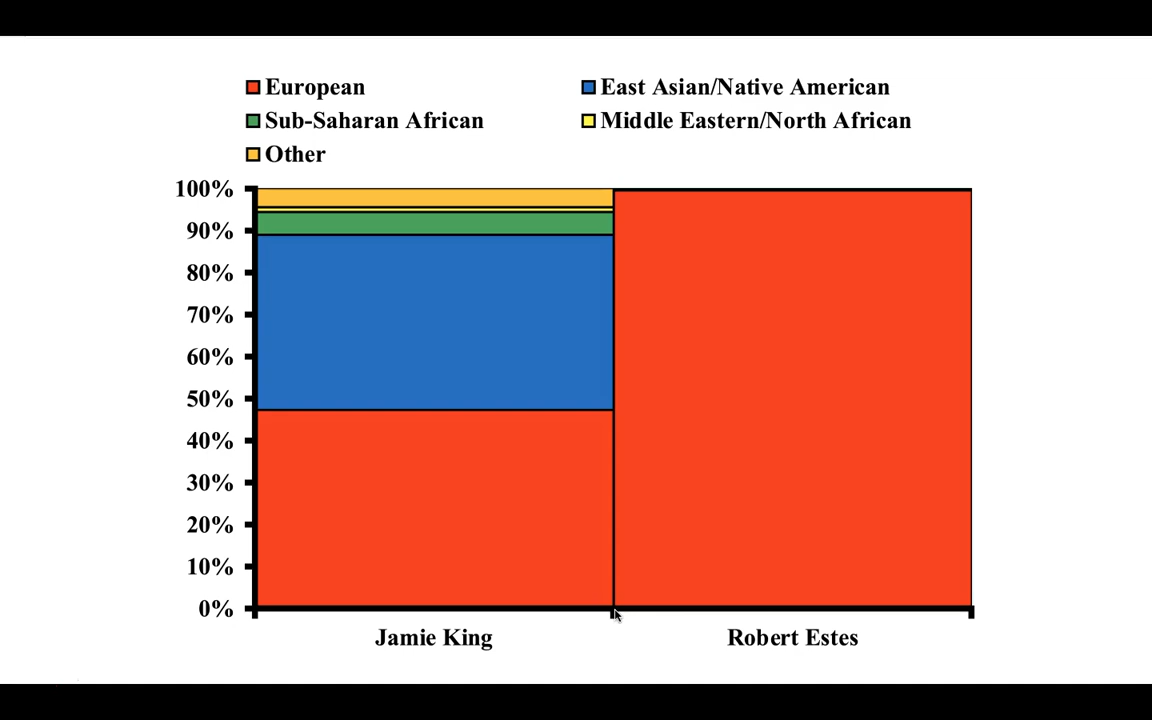 European
East Asian/Native American
Sub-Saharan African
Middle Eastern/North African
Other
100%
90%
80%
70%
60%
50%
40%
30%
20%
10%
0%
Jamie King
Robert Estes